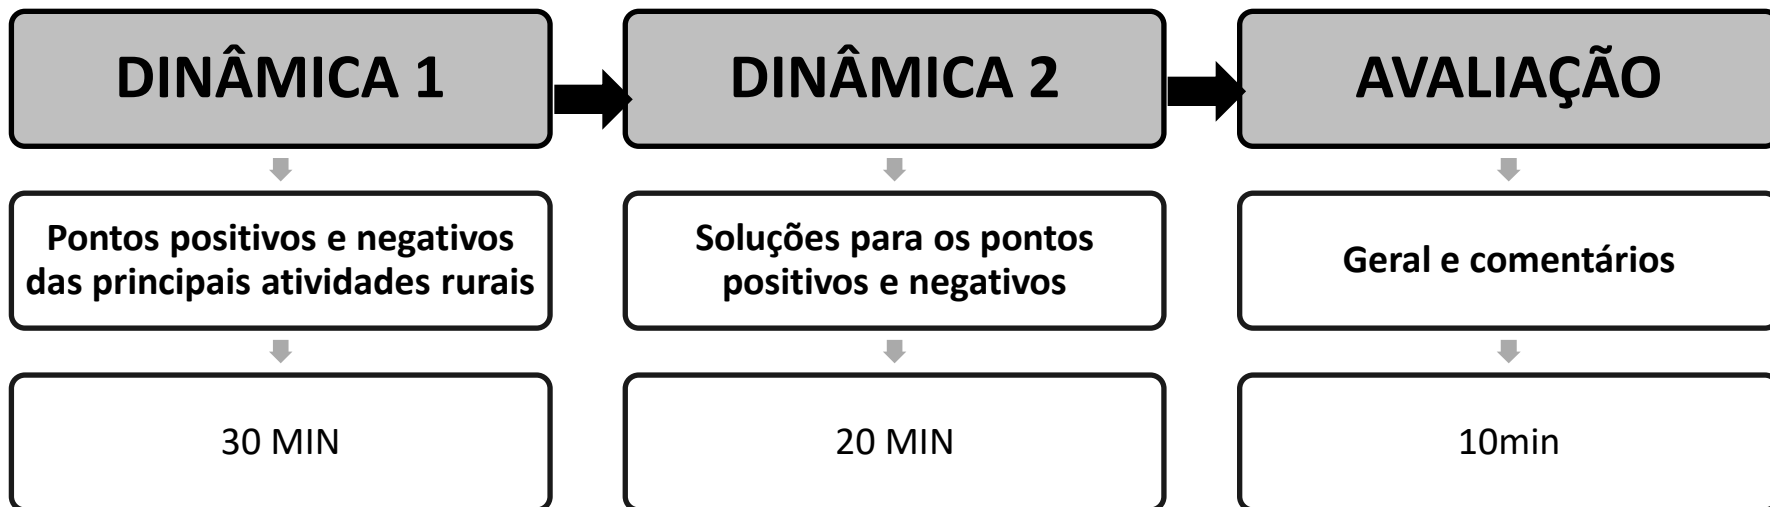 DINÂMICA 1
Pontos positivos e negativos
das principais atividades rurais
30 MIN
DINÂMICA 2
Soluções para os pontos
positivos e negativos
20 MIN
AVALIAÇÃO
Geral e comentários
10min